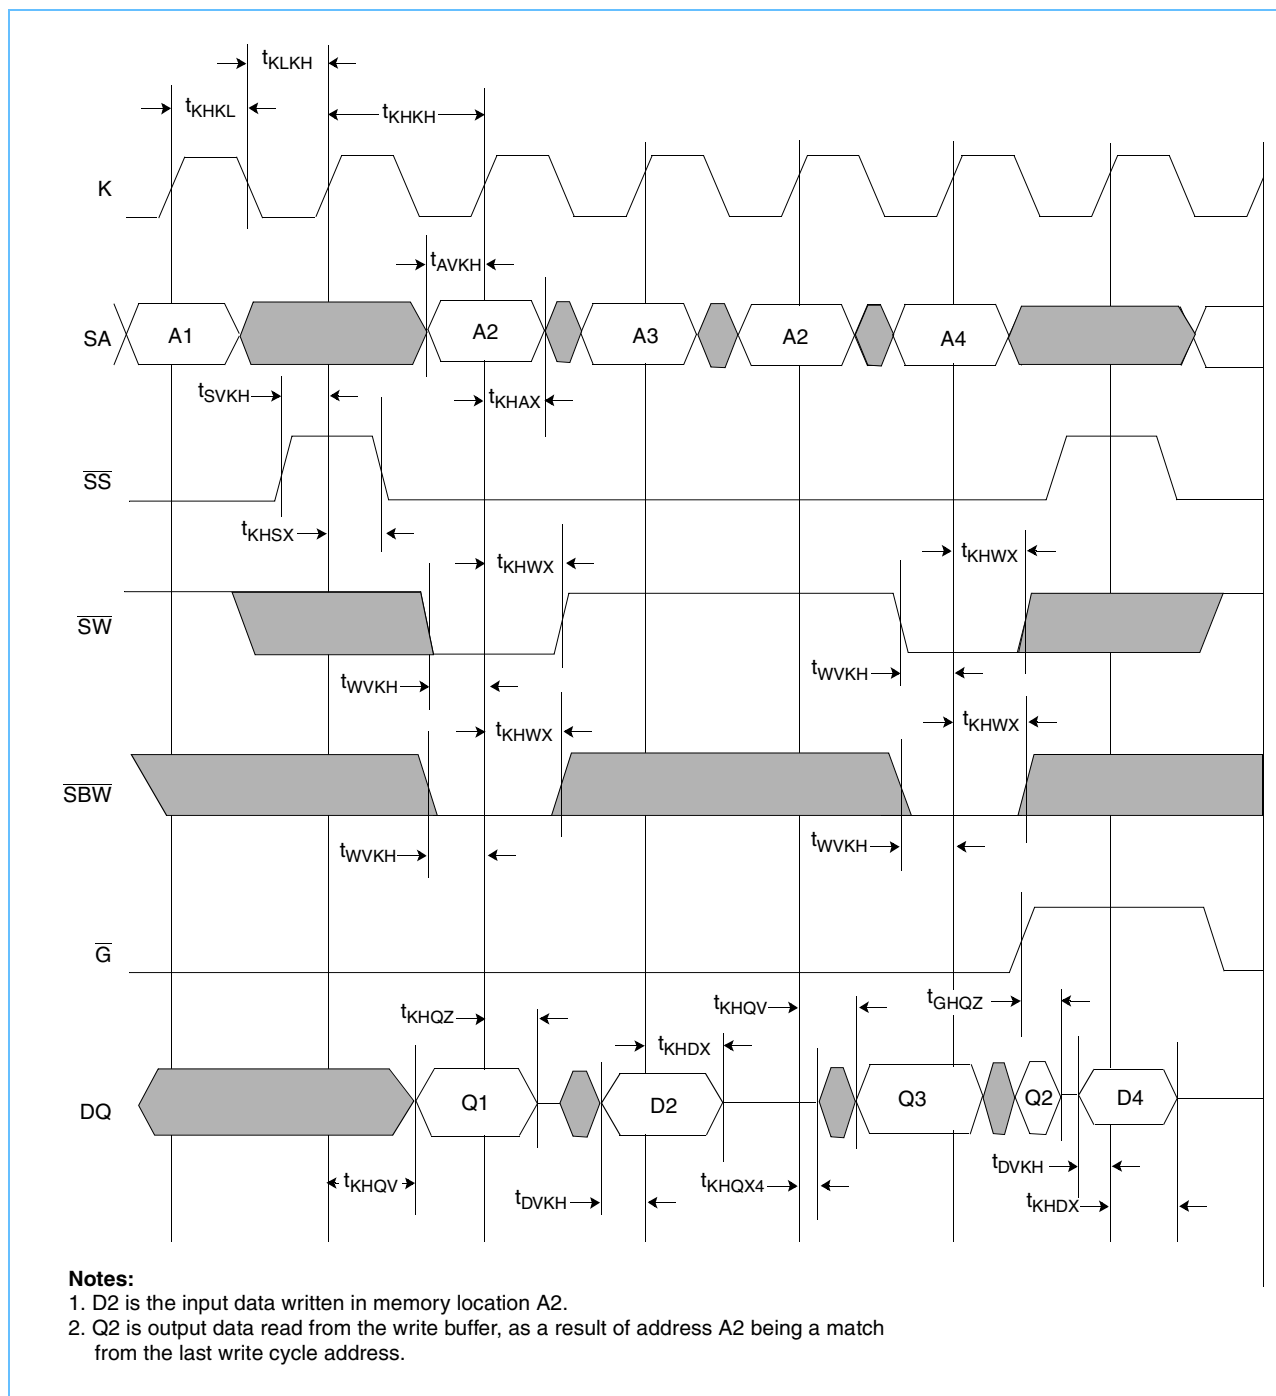 tKLKH
tKHKL
tKHKH
K
tAVKH
SA
A1
A2
A3
A2
A4
tSVKH
tKHAX
SS
tKHSX
tKHWX
tKHWX
SW
tWVKH
tWVKH
tKHWX
tKHWX
SBW
tWVKH
tWVKH
G
tKHQZ
tKHQV
tGHQZ
tKHDX
DQ
Q1
D2
Q3
Q2
D4
tKHQV
tDVKH
tKHQX4
tDVKH
tKHDX
Notes:
1. D2 is the input data written in memory location A2.
2. Q2 is output data read from the write buffer, as a result of address A2 being a match
from the last write cycle address.